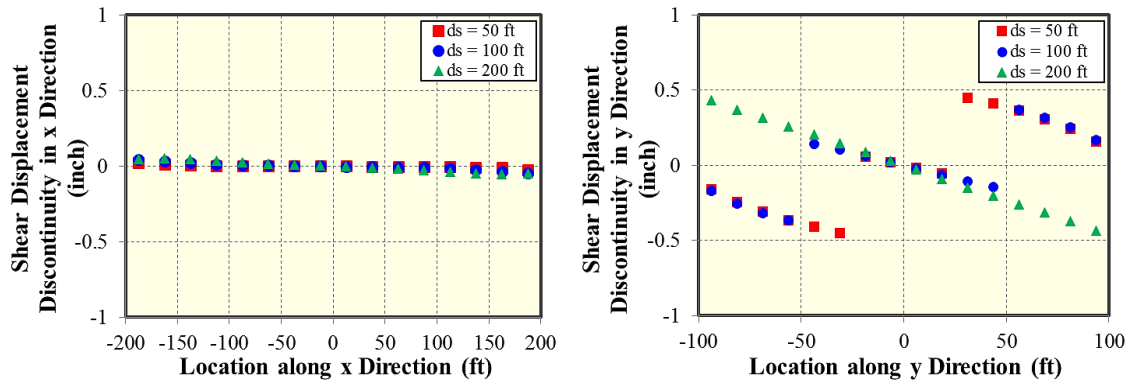 Shear Displacement
Discontinuity in x Direction
(inch)
1
0.5
0
-0.5
-1
ds = 50 ft
ds = 100 ft
ds = 200 ft
-200 -150 -100 -50 0 50 100 150 200
Location along x Direction (ft)
Shear Displacement
Discontinuity in y Direction
(inch)
1
0.5
0
-0.5
-1
ds = 50 ft
ds = 100 ft
ds = 200 ft
-100 -50 0 50 100
Location along y Direction (ft)